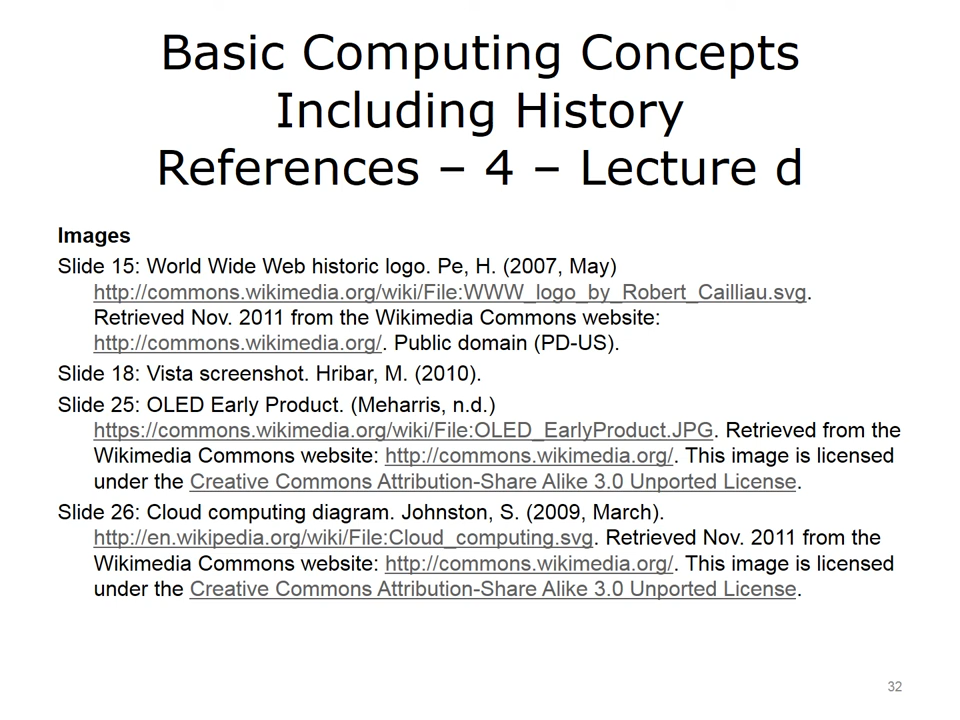 Basic Computing Concepts
Including History
References – 4 – Lecture d
Images
Slide 15: World Wide Web historic logo. Pe, H. (2007, May)
http://commons.wikimedia.org/wiki/File:WWW_logo_by_Robert_Cailliau.svg.
Retrieved Nov. 2011 from the Wikimedia Commons website:
http://commons.wikimedia.org/. Public domain (PD-US).
Slide 18: Vista screenshot. Hribar, M. (2010).
Slide 25: OLED Early Product. (Meharris, n.d.)
https://commons.wikimedia.org/wiki/File:OLED_EarlyProduct.JPG. Retrieved from the
Wikimedia Commons website: http://commons.wikimedia.org/. This image is licensed
under the Creative Commons Attribution-Share Alike 3.0 Unported License.
Slide 26: Cloud computing diagram. Johnston, S. (2009, March).
http://en.wikipedia.org/wiki/File:Cloud_computing.svg. Retrieved Nov. 2011 from the
Wikimedia Commons website: http://commons.wikimedia.org/. This image is licensed
under the Creative Commons Attribution-Share Alike 3.0 Unported License.
32